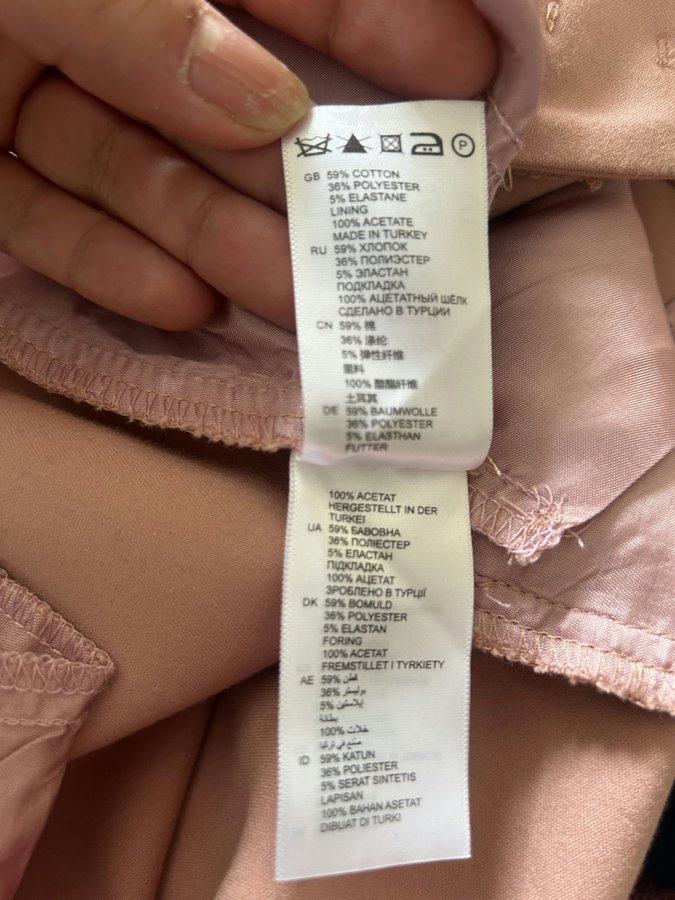 P
GB 59% COTTON
36% POLYESTER
5% ELASTANE
LINING
100% ACETATE
MADE IN TURKEY
RU 59% ХЛОПОК
36% ПОЛИЭСТЕР
5% ЭЛАСТАН
ПОДКЛАДКА
100% АЦЕТАТНЫЙ ШЁЛК
СДЕЛАНО В ТУРЦИИ
CN 59% 棉
36% 涤纶
5% 弹性纤维
里料
100% 醋酯纤维
土耳其
DE 59% BAUMWOLLE
36% POLYESTER
5% ELASTHAN
FUTTER
100% ACETAT
HERGESTELLT IN DER
TURKEI
UA 59% БАВОВНА
36% ПОЛІЕСТЕР
5% ЕЛАСТАН
ПІДКЛАДКА
100% АЦЕТАТ
ЗРОБЛЕНО В ТУРЦІЇ
DK 59% BOMULD
36% POLYESTER
5% ELASTAN
FORING
100% ACETAT
FREMSTILLET I TYRKIETY
AE 59% قطن
36% بوليستر
5% إيلاستين
بطانة
100% خلات
صنع في تركيا
ID 59% KATUN
36% POLIESTER
5% SERAT SINTETIS
LAPISAN
100% BAHAN ASETAT
DIBUAT DI TURKI